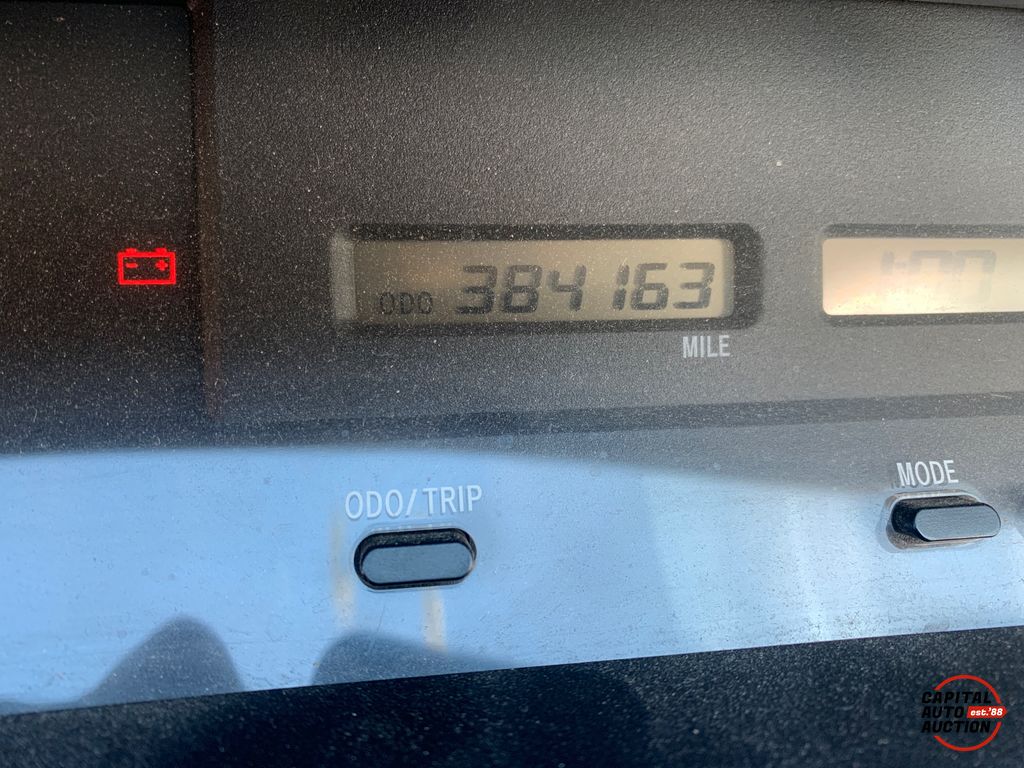 ODO 384163
MILE
ODO/TRIP
MODE
CAPITAL
AUTO est.'88
AUCTION